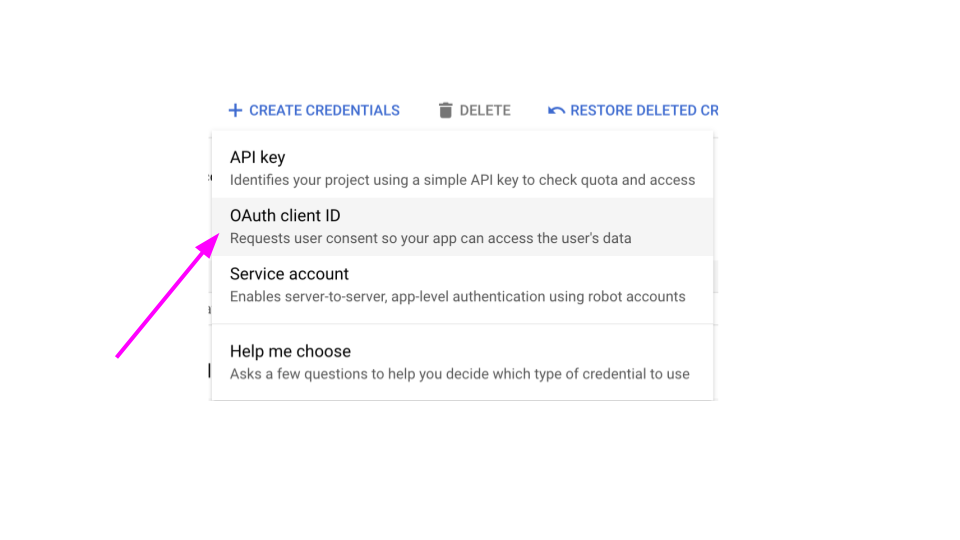 CREATE CREDENTIALS DELETE RESTORE DELETED CR
API key
Identifies your project using a simple API key to check quota and access
OAuth client ID
Requests user consent so your app can access the user's data
Service account
Enables server-to-server, app-level authentication using robot accounts
Help me choose
Asks a few questions to help you decide which type of credential to use